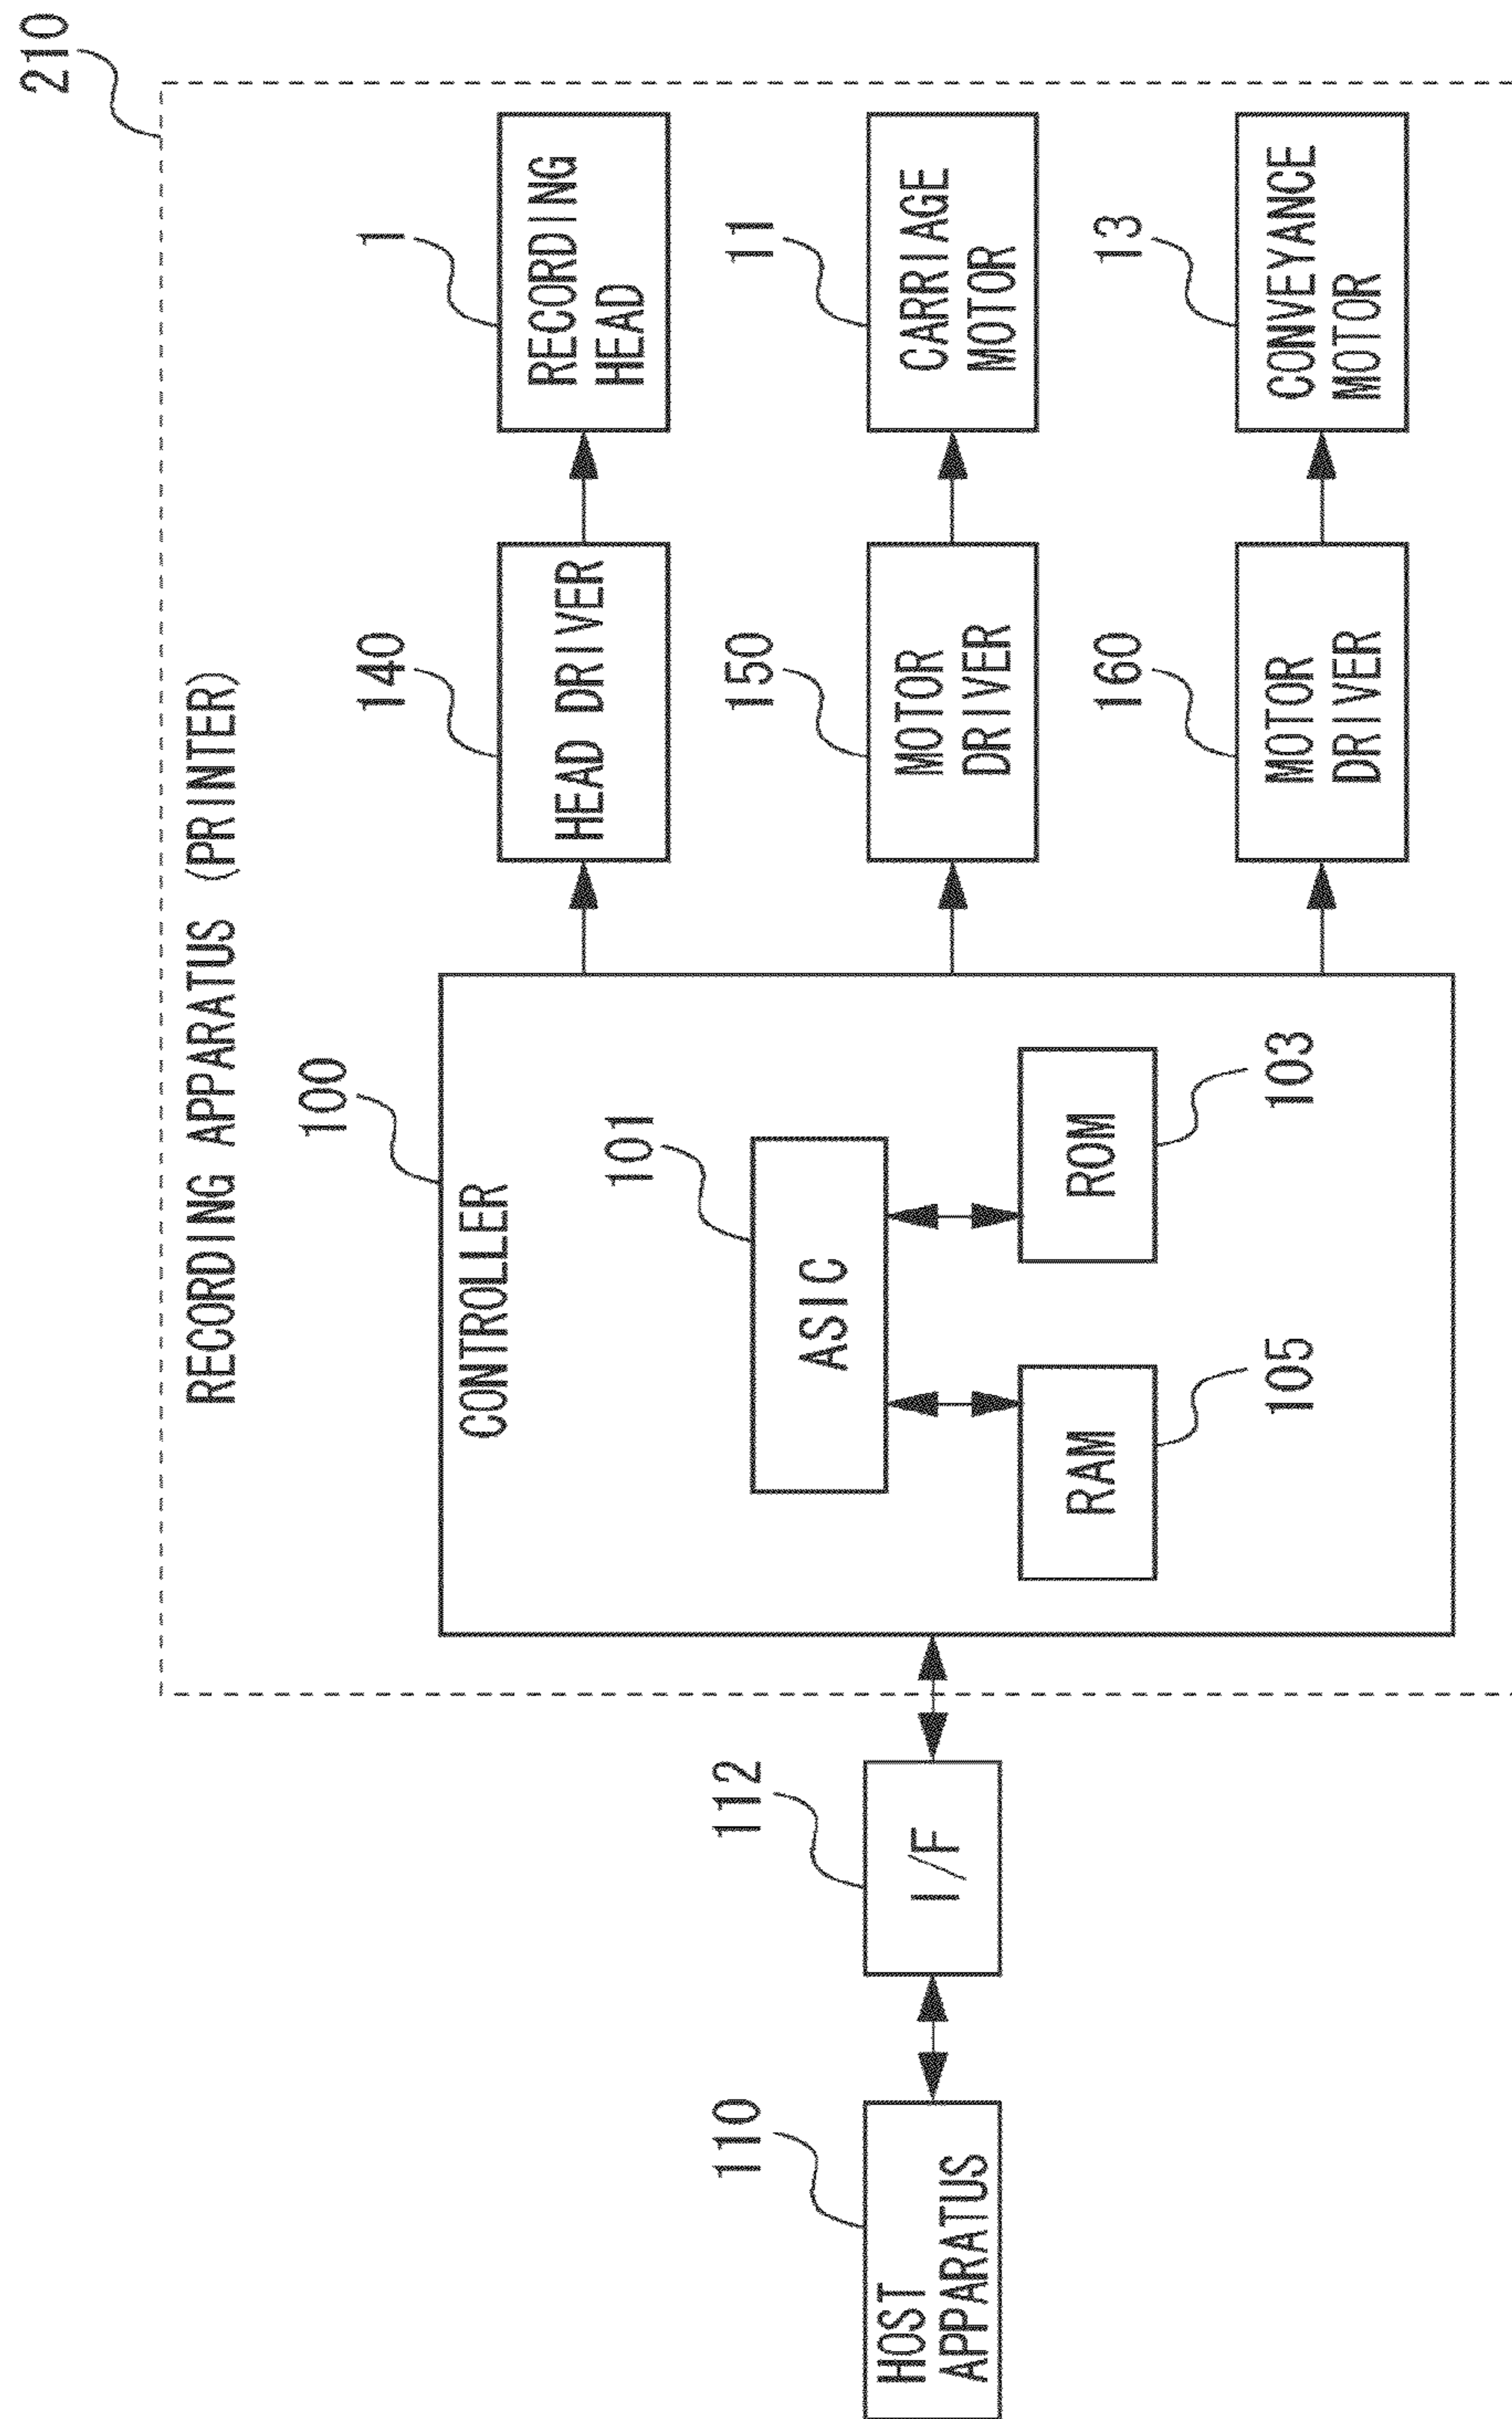 210
RECORDING APPARATUS (PRINTER)
100
CONTROLLER
101
ASIC
RAM
105
ROM
103
110
HOST
APPARATUS
112
I/F
140
HEAD DRIVER
1
RECORDING
HEAD
150
MOTOR
DRIVER
11
CARRIAGE
MOTOR
160
MOTOR
DRIVER
13
CONVEYANCE
MOTOR